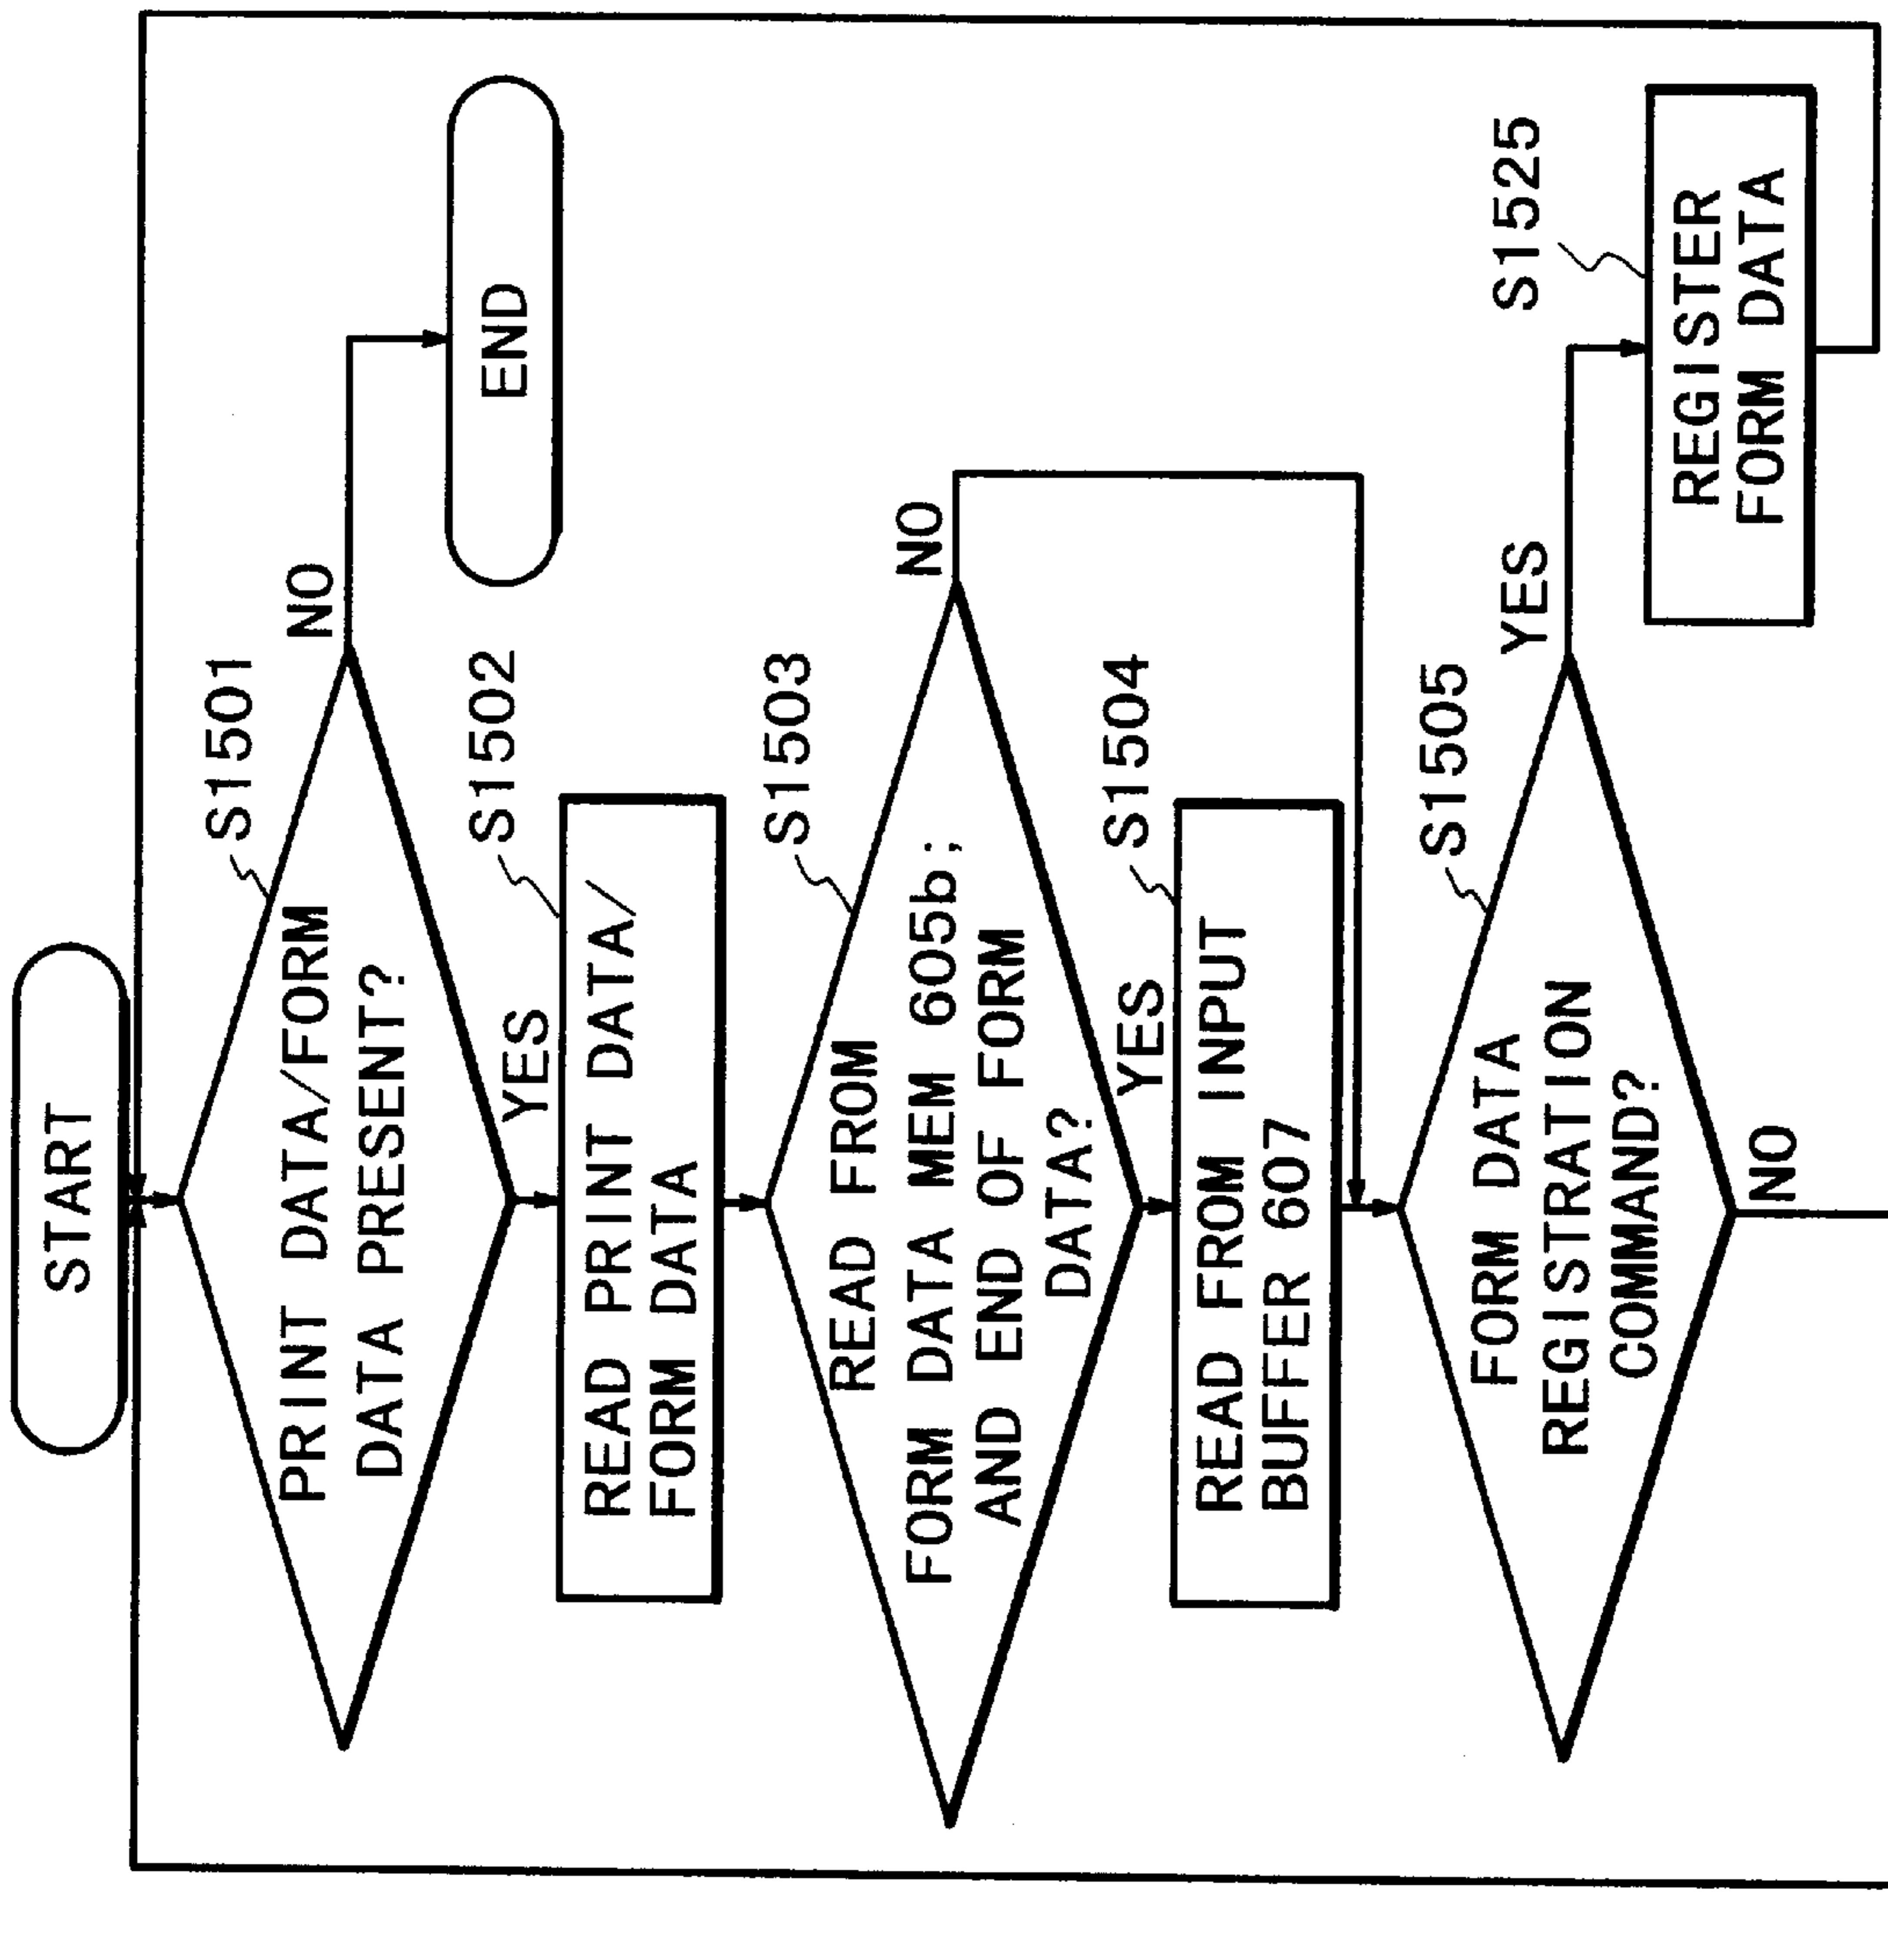 START
S1501
PRINT DATA/FORM
DATA PRESENT?
NO
END
YES
S1502
READ PRINT DATA/
FORM DATA
S1503
READ FROM
FORM DATA MEM 605b;
AND END OF FORM
DATA?
NO
YES
S1504
READ FROM INPUT
BUFFER 607
S1505
FORM DATA
REGISTRATION
COMMAND?
YES
S1525
REGISTER
FORM DATA
NO